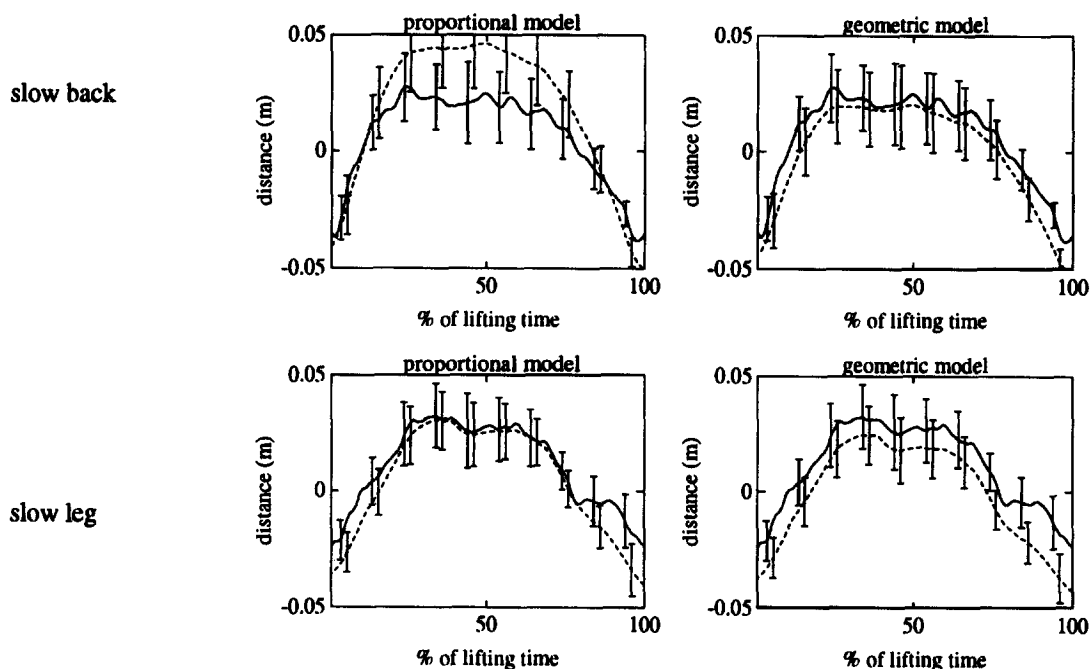 proportional model
geometric model
slow back
distance (m)
0.05
0
-0.05
50
100
% of lifting time
distance (m)
0.05
0
-0.05
50
100
% of lifting time
proportional model
geometric model
slow leg
distance (m)
0.05
0
-0.05
50
100
% of lifting time
distance (m)
0.05
0
-0.05
50
100
% of lifting time